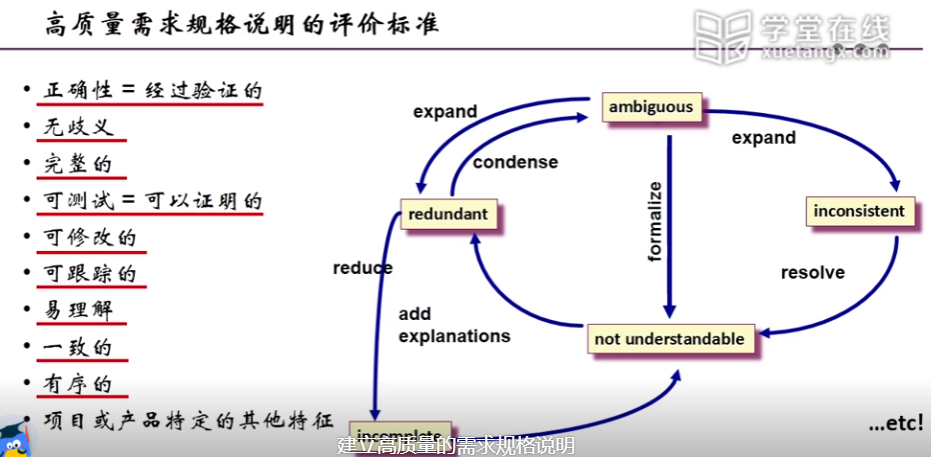 高质量需求规格说明的评价标准
学堂在线
xuetangx.com
• 正确性 = 经过验证的
• 无歧义
• 完整的
• 可测试 = 可以证明的
• 可修改的
• 可跟踪的
• 易理解
• 一致的
• 有序的
• 项目或产品特定的其他特征
ambiguous
expand
expand
condense
redundant
inconsistent
formalize
reduce
resolve
add
explanations
not understandable
incomplete
...etc!
建立高质量的需求规格说明